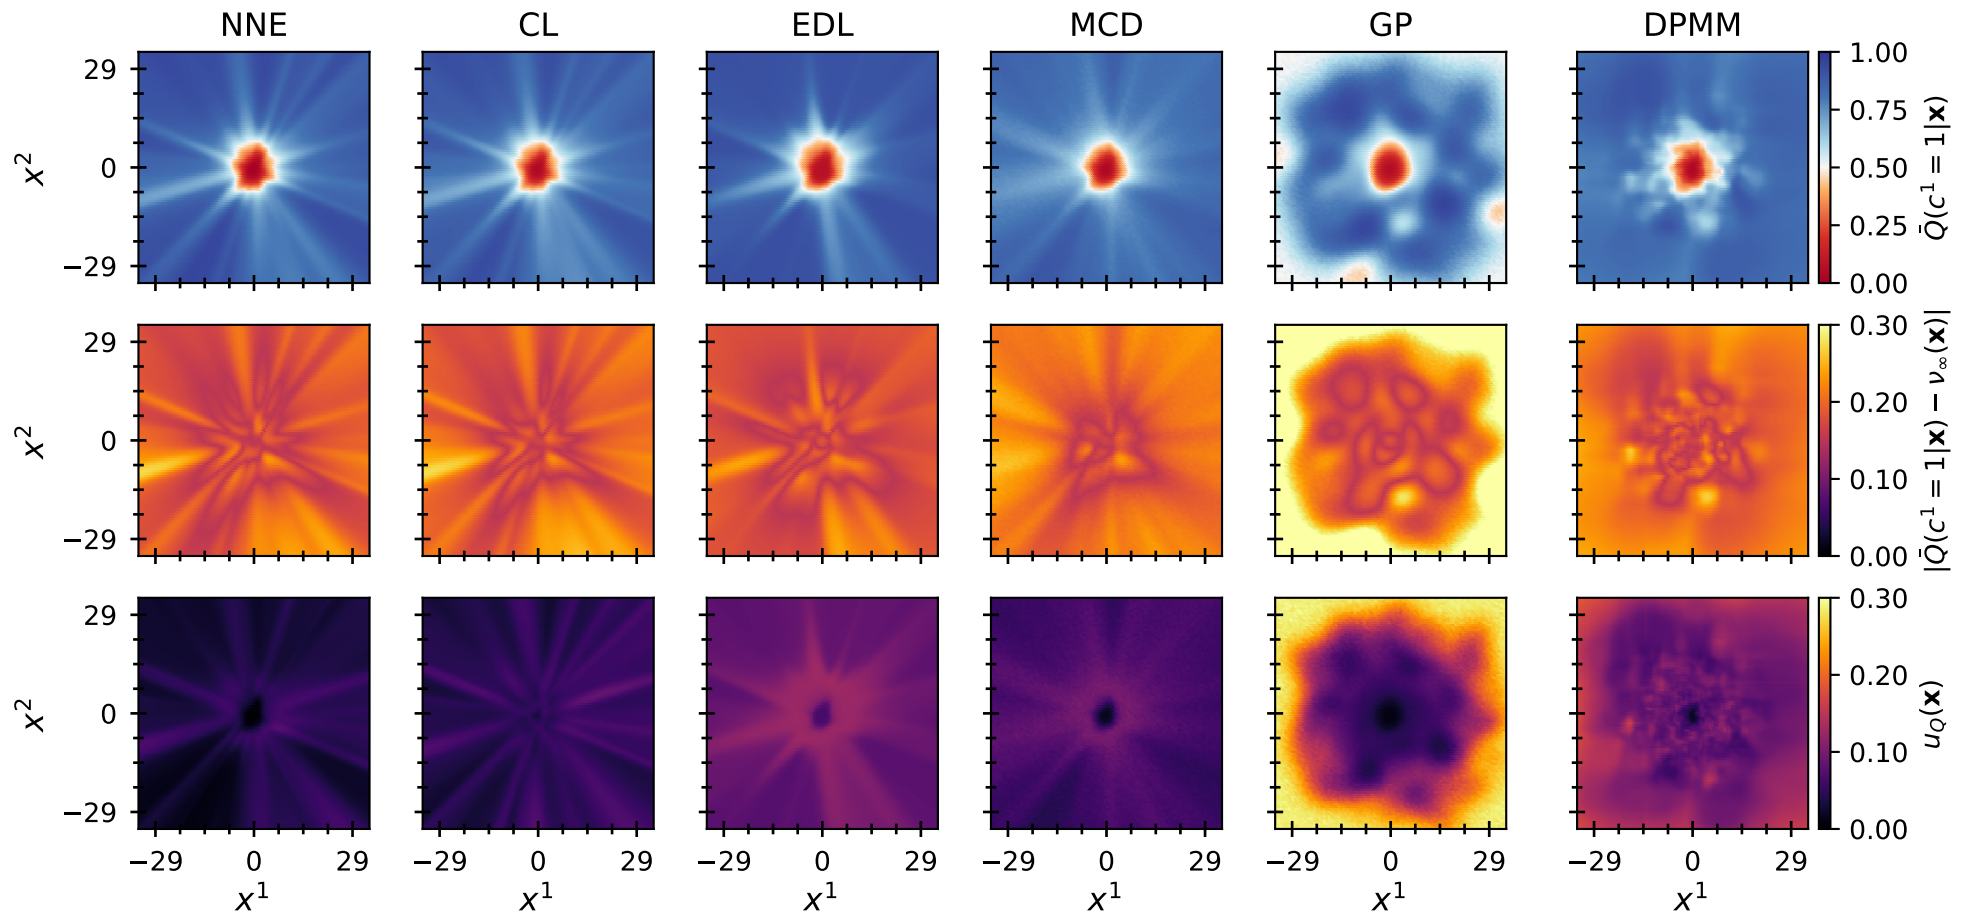 NNE CL EDL MCD GP DPMM
29 0 −29 x² 1.00 0.75 0.50 0.25 0.00 Q̄(c¹ = 1|x)
29 0 −29 x² 0.30 0.20 0.10 0.00 |Q̄(c¹ = 1|x) − ν∞(x)|
29 0 −29 x² 0.30 0.20 0.10 0.00 u_Q(x)
−29 0 29 −29 0 29 −29 0 29 −29 0 29 −29 0 29 −29 0 29
x¹ x¹ x¹ x¹ x¹ x¹